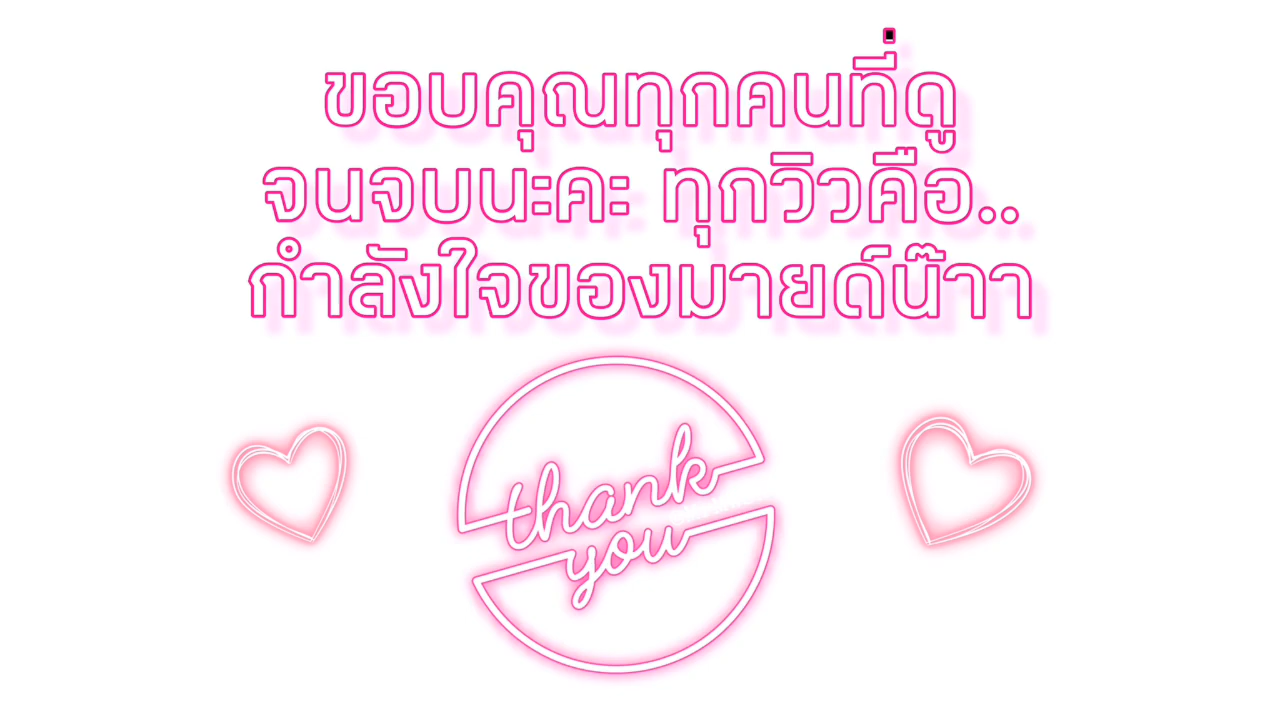 ขอบคุณทุกคนที่ดู
จนจบนะคะ ทุกวิวคือ..
กำลังใจของมายด์น๊าา
thank
you